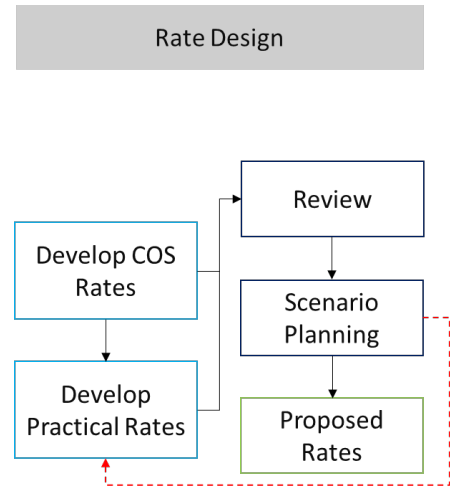 Rate Design
Develop COS
Rates
Develop
Practical Rates
Review
Scenario
Planning
Proposed
Rates